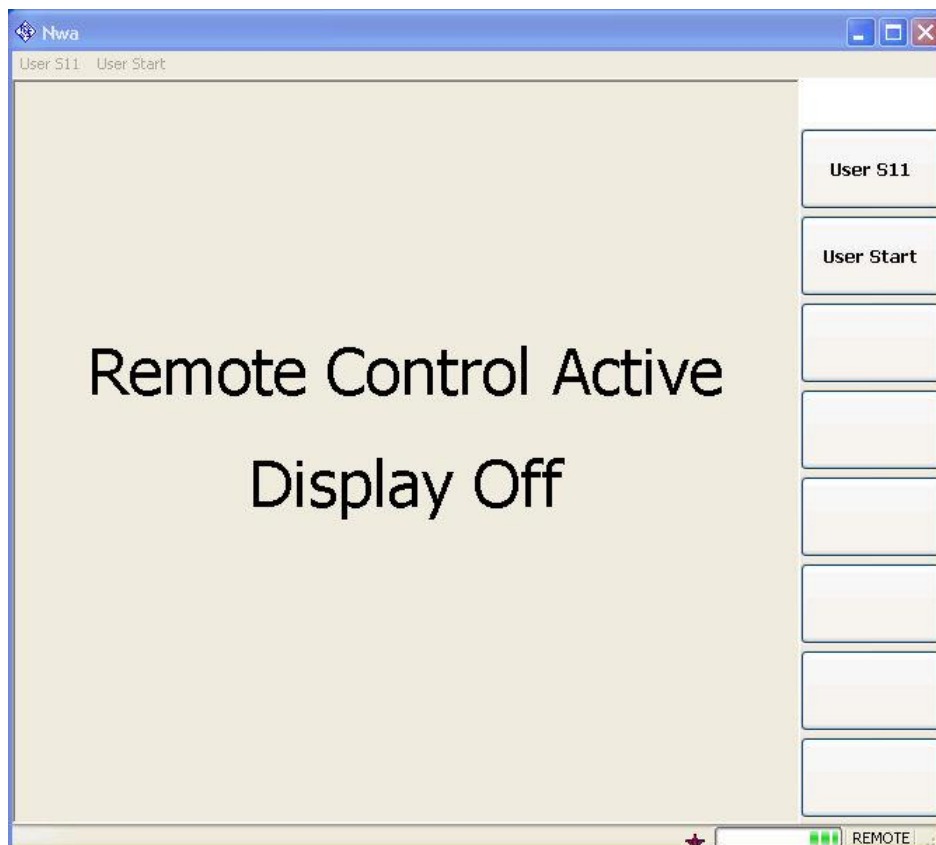 Nwa
User S11 User Start
User S11
User Start
Remote Control Active
Display Off
REMOTE